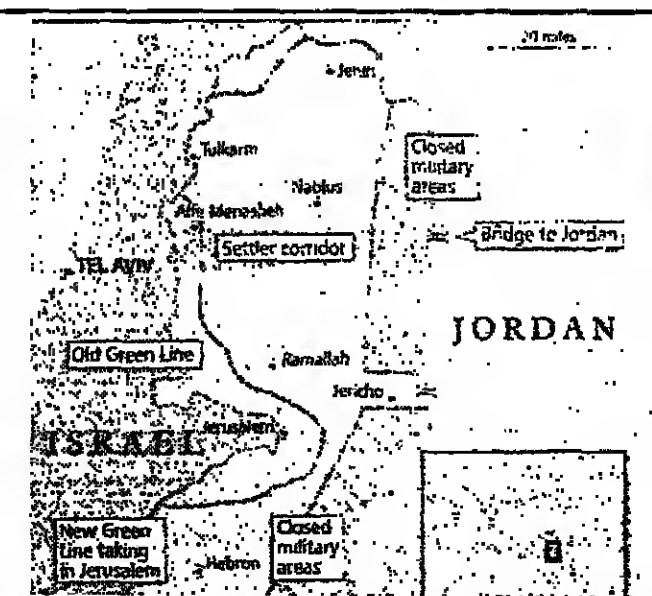 20 miles
Jenin
Tulkarm
Closed
military
areas
Nablus
Alfe Menasheh
Settler corridor
Bridge to Jordan
TEL AVIV
JORDAN
Old Green Line
Ramallah
Jericho
Jerusalem
ISRAEL
New Green
Line taking
in Jerusalem
Closed
military
areas
Hebron